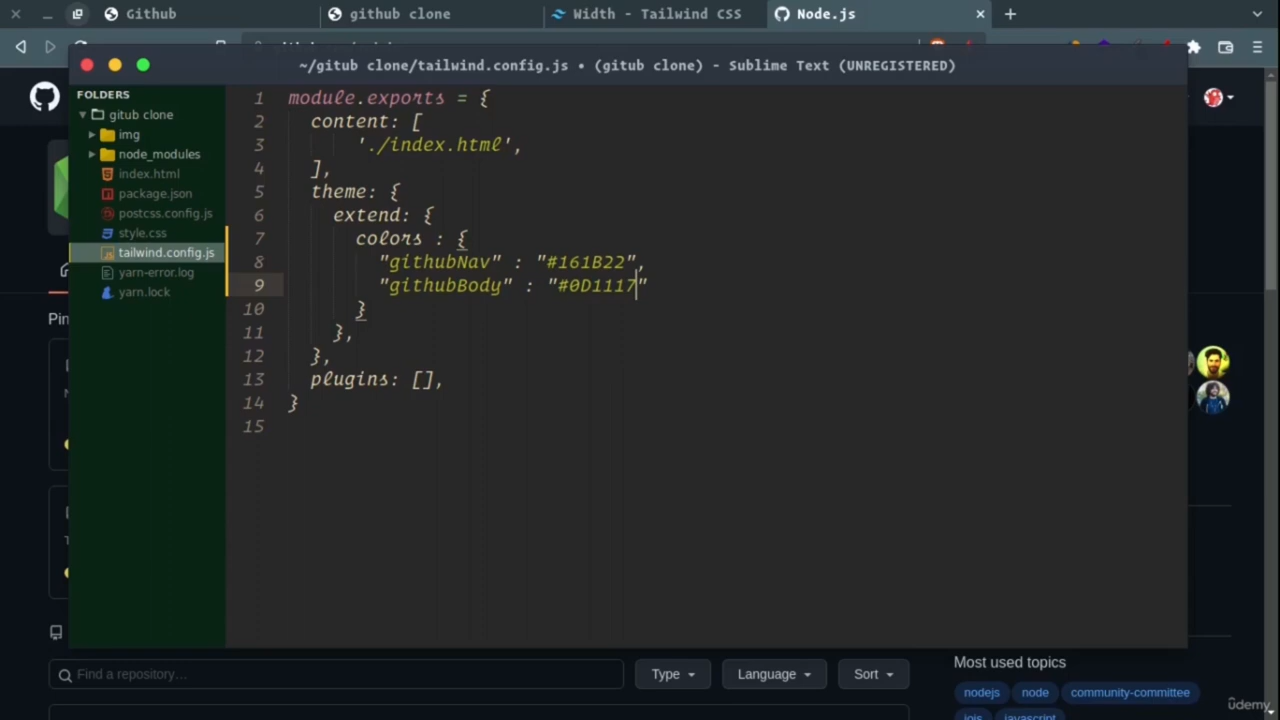 Github
github clone
Width - Tailwind CSS
Node.js
~/gitub clone/tailwind.config.js • (gitub clone) - Sublime Text (UNREGISTERED)
FOLDERS
gitub clone
img
node_modules
index.html
package.json
postcss.config.js
style.css
tailwind.config.js
yarn-error.log
yarn.lock
1 module.exports = {
2 content: [
3 './index.html',
4 ],
5 theme: {
6 extend: {
7 colors : {
8 "githubNav" : "#161B22",
9 "githubBody" : "#0D1117"
10 }
11 },
12 },
13 plugins: [],
14 }
15
Pin
Find a repository…
Type
Language
Sort
Most used topics
nodejs
node
community-committee
javascript
udemy